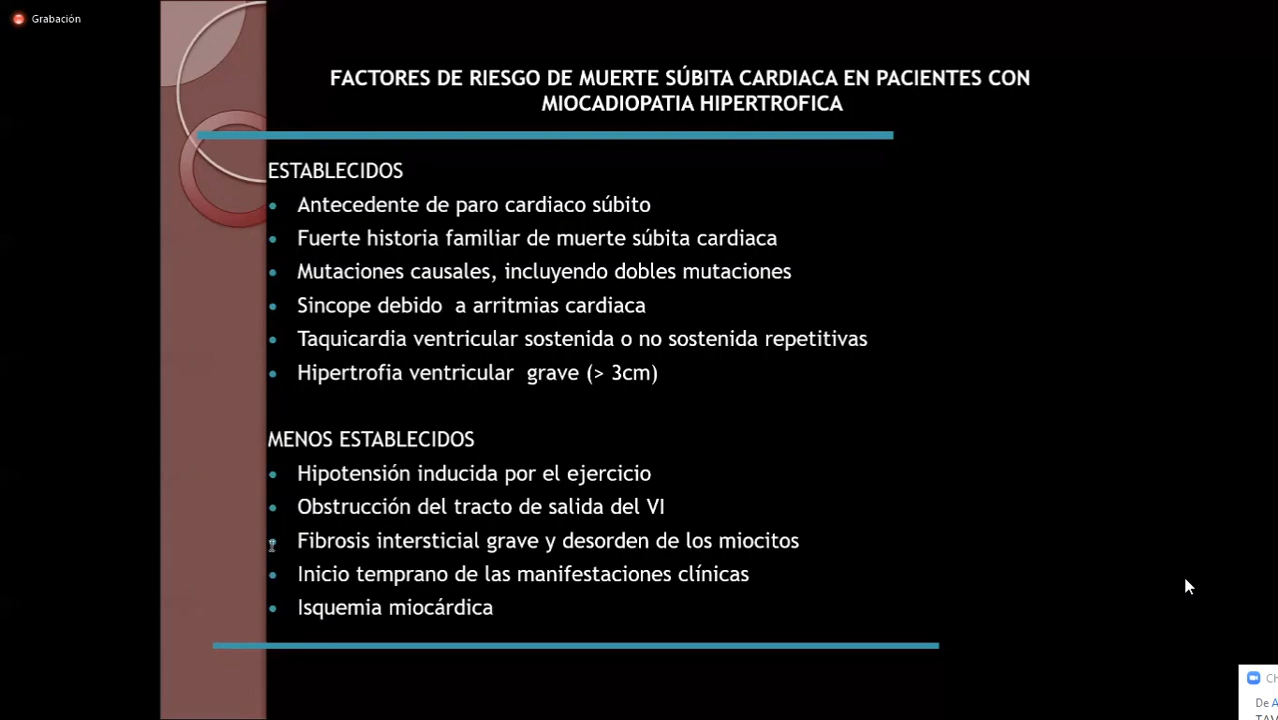 Grabación
FACTORES DE RIESGO DE MUERTE SÚBITA CARDIACA EN PACIENTES CON
MIOCADIOPATIA HIPERTROFICA
ESTABLECIDOS
Antecedente de paro cardiaco súbito
Fuerte historia familiar de muerte súbita cardiaca
Mutaciones causales, incluyendo dobles mutaciones
Sincope debido a arritmias cardiaca
Taquicardia ventricular sostenida o no sostenida repetitivas
Hipertrofia ventricular grave (> 3cm)
MENOS ESTABLECIDOS
Hipotensión inducida por el ejercicio
Obstrucción del tracto de salida del VI
Fibrosis intersticial grave y desorden de los miocitos
Inicio temprano de las manifestaciones clínicas
Isquemia miocárdica
De A